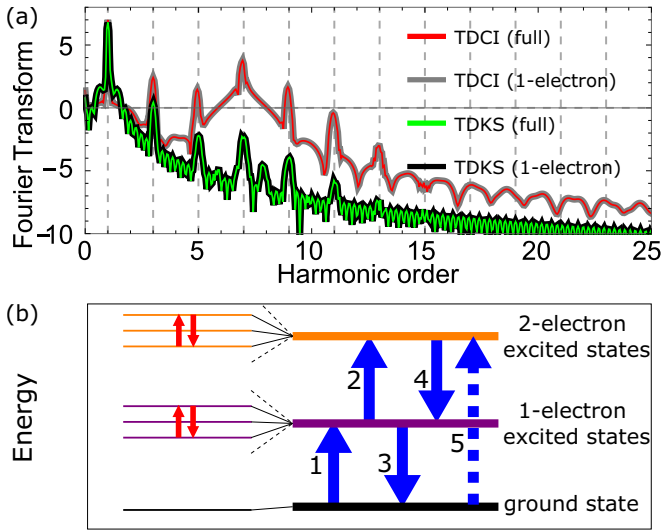 (a)
Fourier Transform
5
0
−5
−10
TDCI (full)
TDCI (1-electron)
TDKS (full)
TDKS (1-electron)
0 5 10 15 20 25
Harmonic order
(b)
Energy
2-electron
excited states
2 4
1-electron
excited states
1 3 5
ground state